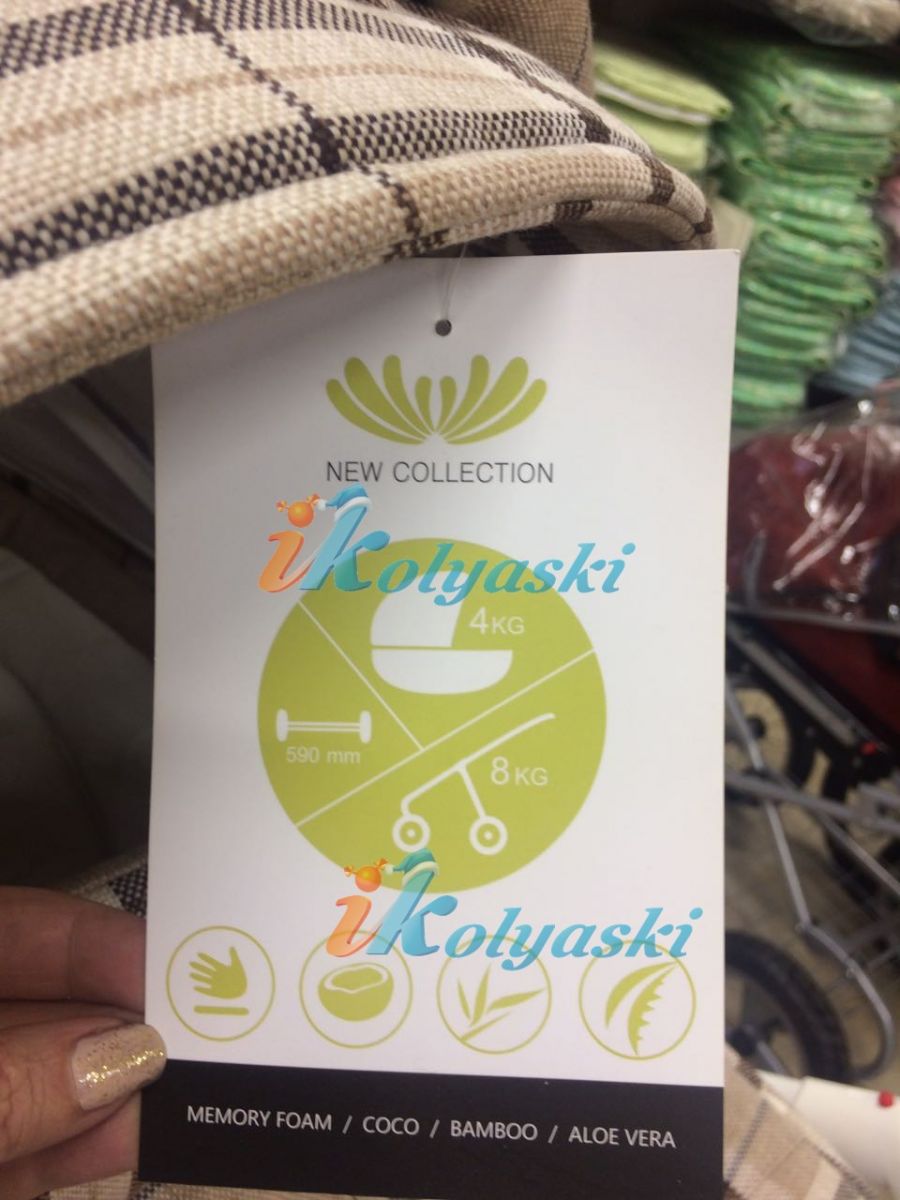 NEW COLLECTION
iKolyaski
4KG
590 mm
8KG
iKolyaski
MEMORY FOAM / COCO / BAMBOO / ALOE VERA